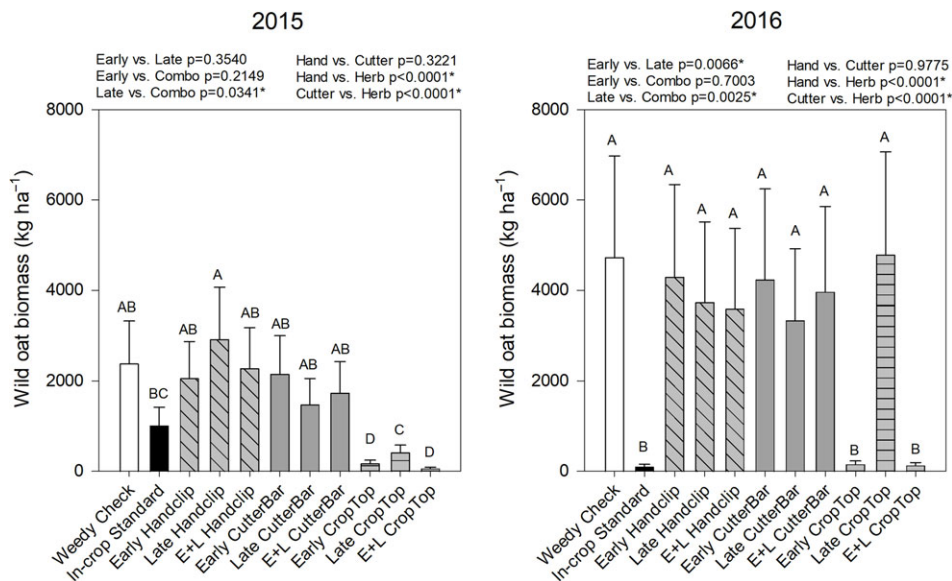 2015
Early vs. Late p=0.3540
Early vs. Combo p=0.2149
Late vs. Combo p=0.0341*
Hand vs. Cutter p=0.3221
Hand vs. Herb p<0.0001*
Cutter vs. Herb p<0.0001*
Wild oat biomass (kg ha⁻¹)
8000
6000
4000
2000
0
AB
BC
AB
A
AB
AB
AB
AB
D
C
D
Weedy Check
In-crop Standard
Early Handclip
Late Handclip
E+L Handclip
Early CutterBar
Late CutterBar
E+L CutterBar
Early CropTop
Late CropTop
E+L CropTop
2016
Early vs. Late p=0.0066*
Early vs. Combo p=0.7003
Late vs. Combo p=0.0025*
Hand vs. Cutter p=0.9775
Hand vs. Herb p<0.0001*
Cutter vs. Herb p<0.0001*
Wild oat biomass (kg ha⁻¹)
8000
6000
4000
2000
0
A
B
A
A
A
A
A
A
B
A
B
Weedy Check
In-crop Standard
Early Handclip
Late Handclip
E+L Handclip
Early CutterBar
Late CutterBar
E+L CutterBar
Early CropTop
Late CropTop
E+L CropTop